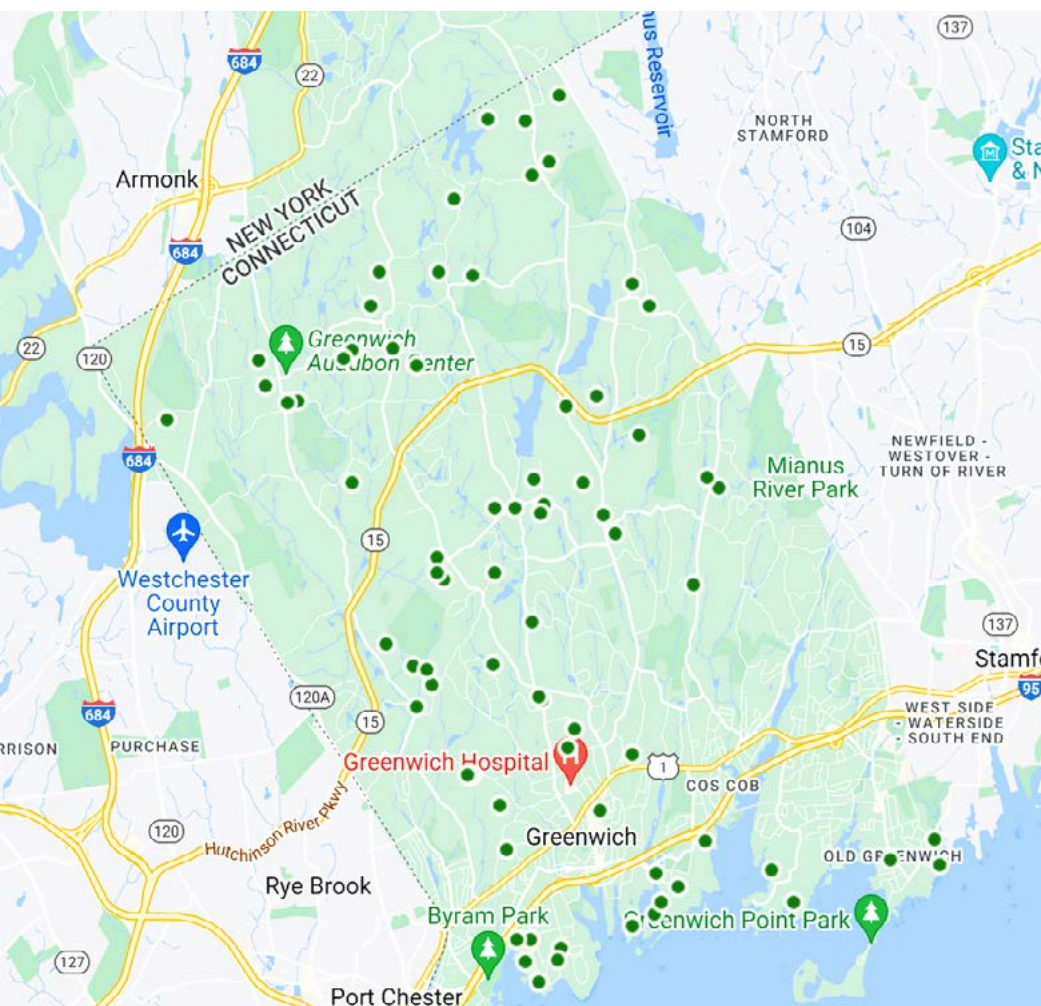 137
684
22
nus Reservoir
NORTH
STAMFORD
Sta
& N
Armonk
NEW YORK
CONNECTICUT
684
104
22
120
Greenwich
Audubon Center
15
684
NEWFIELD -
WESTOVER -
TURN OF RIVER
Mianus
River Park
15
Westchester
County
Airport
137
Stamf
95
120A
684
15
WEST SIDE
- WATERSIDE
- SOUTH END
RRISON
PURCHASE
Greenwich Hospital
H
1
COS COB
120
Hutchinson River Pkwy
Greenwich
OLD GREENWICH
Rye Brook
Byram Park
Greenwich Point Park
127
Port Chester